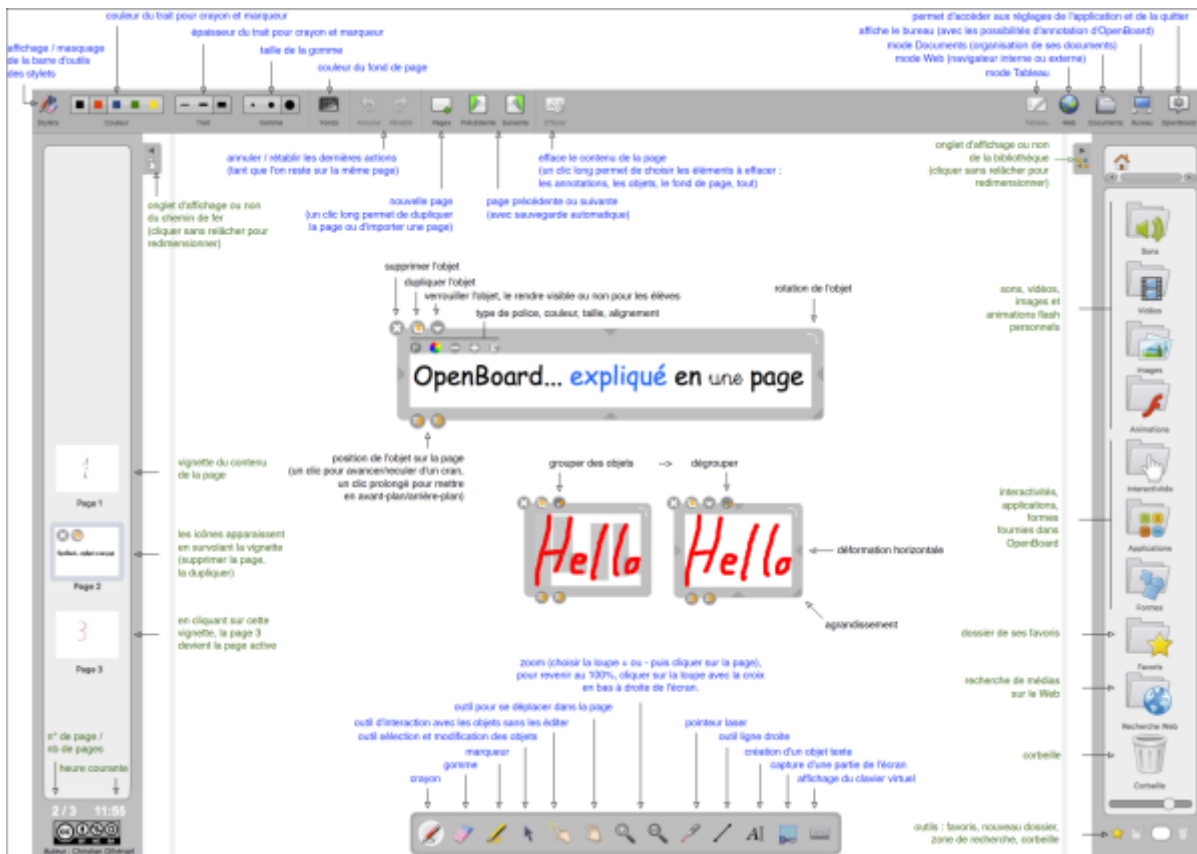 couleur du trait pour crayon et marqueur
épaisseur du trait pour crayon et marqueur
taille de la gomme
couleur du fond de page
affichage / masquage
de la barre d'outils
des stylets
permet d'accéder aux réglages de l'application et de la quitter
affiche le bureau (avec les possibilités d'annotation d'OpenBoard)
mode Documents (organisation de ses documents)
mode Web (navigateur interne ou externe)
mode Tableau
Stylets
Couleur
Trait
Gomme
Fonds
Annuler
Rétablir
Pages
Précédente
Suivante
Effacer
Tableau
Web
Documents
Bureau
OpenBoard
annuler / rétablir les dernières actions
(tant que l'on reste sur la même page)
efface le contenu de la page
(un clic long permet de choisir les éléments à effacer :
les annotations, les objets, le fond de page, tout)
nouvelle page
(un clic long permet de dupliquer
la page ou d'importer une page)
page précédente ou suivante
(avec sauvegarde automatique)
onglet d'affichage ou non
du chemin de fer
(cliquer sans relâcher pour
redimensionner)
onglet d'affichage ou non
de la bibliothèque
(cliquer sans relâcher pour
redimensionner)
supprimer l'objet
dupliquer l'objet
verrouiller l'objet, le rendre visible ou non pour les élèves
type de police, couleur, taille, alignement
rotation de l'objet
OpenBoard... expliqué en une page
position de l'objet sur la page
(un clic pour avancer/reculer d'un cran,
un clic prolongé pour mettre
en avant-plan/arrière-plan)
grouper des objets -> dégrouper
Hello
Hello
déformation horizontale
agrandissement
1
Page 1
vignette du contenu
de la page
Page 2
les icônes apparaissent
en survolant la vignette
(supprimer la page,
la dupliquer)
3
Page 3
en cliquant sur cette
vignette, la page 3
devient la page active
n° de page /
nb de pages
heure courante
2 / 3 11:55
Auteur : Christian Othénart
zoom (choisir la loupe + ou - puis cliquer sur la page),
pour revenir au 100%, cliquer sur la loupe avec la croix
en bas à droite de l'écran.
outil pour se déplacer dans la page
outil d'interaction avec les objets sans les éditer
outil sélection et modification des objets
marqueur
gomme
crayon
pointeur laser
outil ligne droite
création d'un objet texte
capture d'une partie de l'écran
affichage du clavier virtuel
AI
sons, vidéos,
images et
animations flash
personnels
interactivités,
applications,
formes
fournies dans
OpenBoard
dossier de ses favoris
recherche de médias
sur le Web
corbeille
outils : favoris, nouveau dossier,
zone de recherche, corbeille
Sons
Vidéos
Images
Animations
Interactivités
Applications
Formes
Favoris
Recherche Web
Corbeille